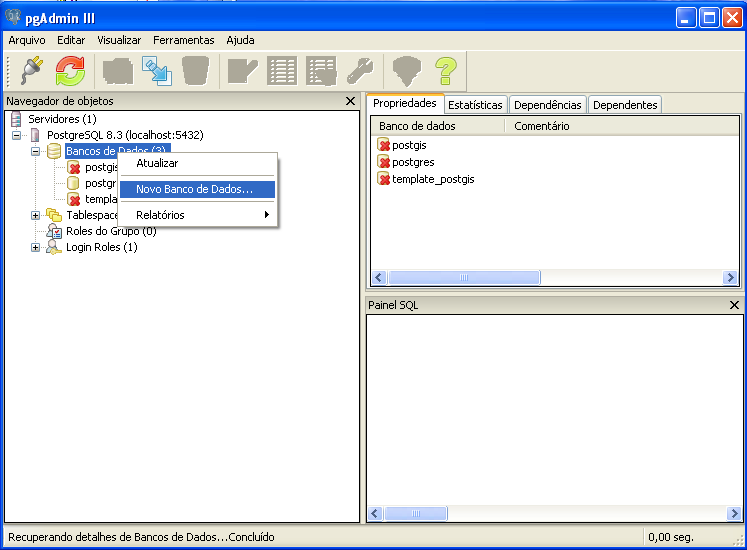 pgAdmin III
Arquivo Editar Visualizar Ferramentas Ajuda
Navegador de objetos
Servidores (1)
PostgreSQL 8.3 (localhost:5432)
Bancos de Dados (3)
postgis
postgr
templa
Tablespace
Roles do Grupo (0)
Login Roles (1)
Atualizar
Novo Banco de Dados...
Relatórios
Propriedades Estatísticas Dependências Dependentes
Banco de dados Comentário
postgis
postgres
template_postgis
Painel SQL
Recuperando detalhes de Bancos de Dados...Concluído
0,00 seg.